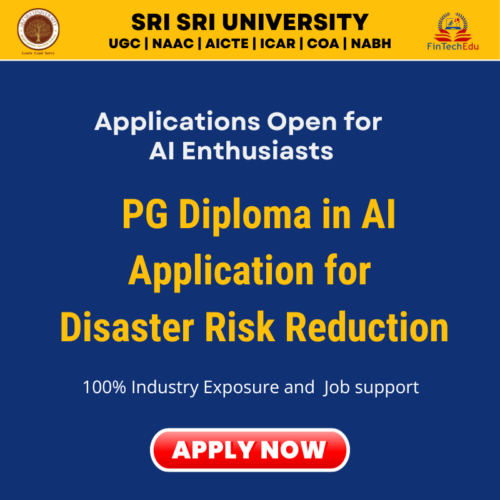 SRI SRI UNIVERSITY
UGC | NAAC | AICTE | ICAR | COA | NABH
FinTechEdu
Applications Open for
AI Enthusiasts
PG Diploma in AI
Application for
Disaster Risk Reduction
100% Industry Exposure and Job support
APPLY NOW